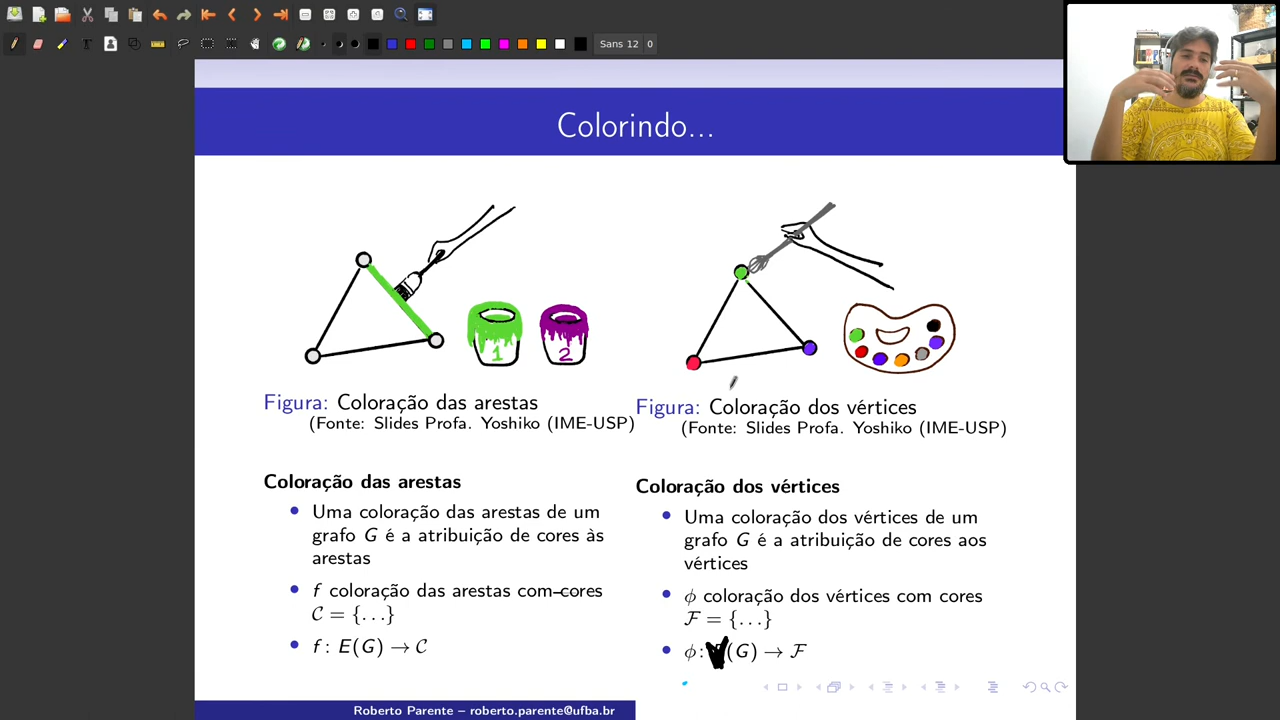 Sans 12 0
Colorindo...
1 2
Figura: Coloração das arestas
(Fonte: Slides Profa. Yoshiko (IME-USP)
Figura: Coloração dos vértices
(Fonte: Slides Profa. Yoshiko (IME-USP)
Coloração das arestas
• Uma coloração das arestas de um
grafo G é a atribuição de cores às
arestas
• f coloração das arestas com cores
C = {...}
• f : E(G) → C
Coloração dos vértices
• Uma coloração dos vértices de um
grafo G é a atribuição de cores aos
vértices
• ϕ coloração dos vértices com cores
F = {...}
• ϕ : V(G) → F
Roberto Parente – roberto.parente@ufba.br